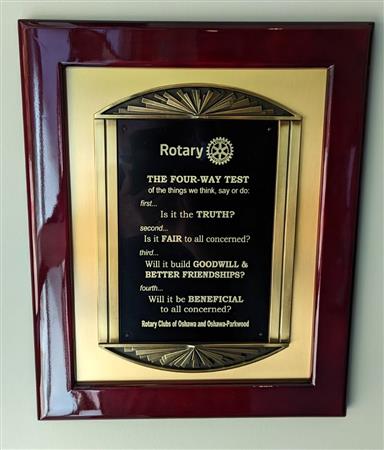 Rotary
THE FOUR-WAY TEST
of the things we think, say or do:
first...
Is it the TRUTH?
second...
Is it FAIR to all concerned?
third...
Will it build GOODWILL &
BETTER FRIENDSHIPS?
fourth...
Will it be BENEFICIAL
to all concerned?
Rotary Clubs of Oshawa and Oshawa-Parkwood